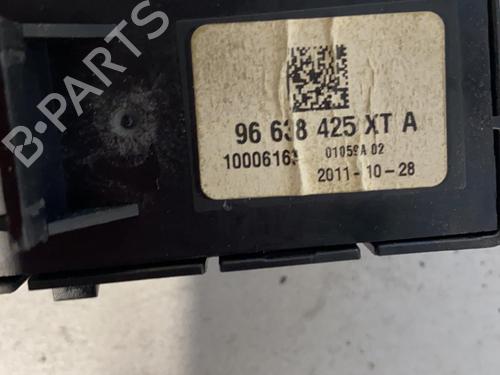 B-PARTS
96 638 425 XT A
10006163 01059A 02
2011-10-28